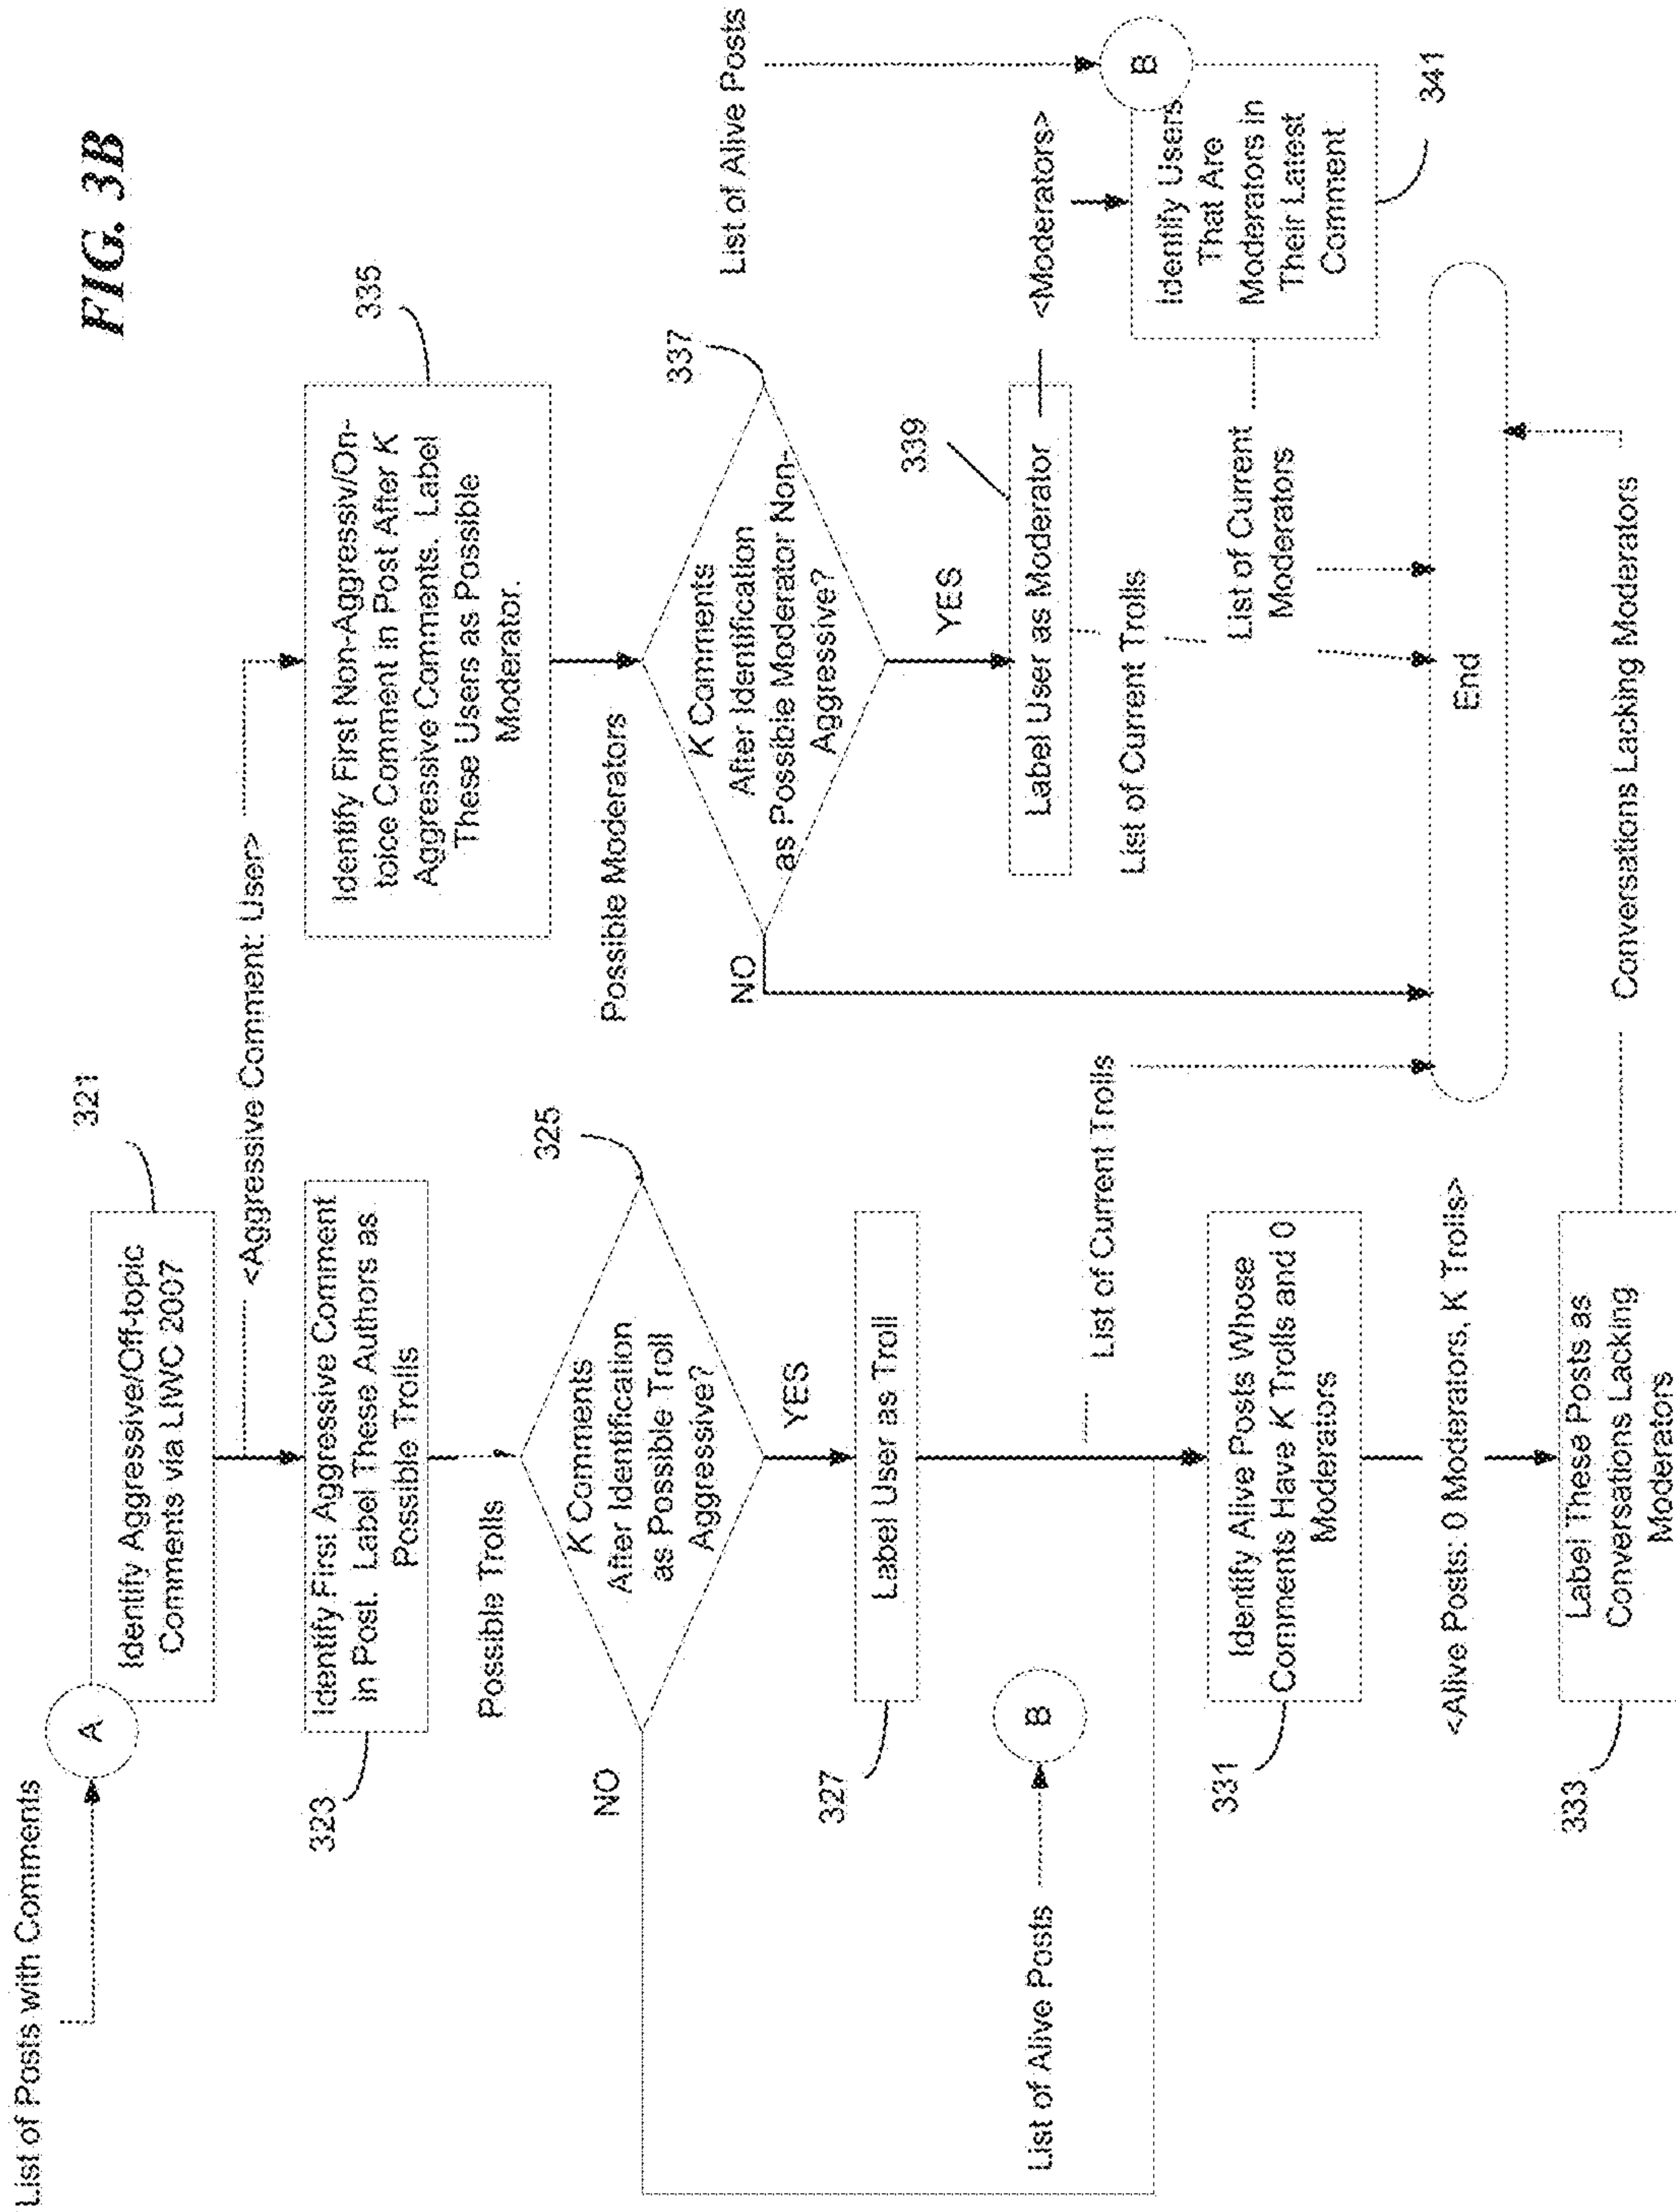 FIG. 3B
List of Posts with Comments
A
321
Identify Aggressive/Off-topic
Comments via LIWC 2007
<Aggressive Comment: User>
323
Identify First Aggressive Comment
in Post. Label These Authors as
Possible Trolls
Possible Trolls
325
K Comments
After Identification
as Possible Troll
Aggressive?
NO
YES
327
Label User as Troll
List of Alive Posts
B
List of Current Trolls
331
Identify Alive Posts Whose
Comments Have K Trolls and 0
Moderators
<Alive Posts: 0 Moderators, K Trolls>
333
Label These Posts as
Conversations Lacking
Moderators
Conversations Lacking Moderators
335
Identify First Non-Aggressiv/On-
toice Comment in Post After K
Aggressive Comments. Label
These Users as Possible
Moderator.
Possible Moderators
337
K Comments
After Identification
as Possible Moderator Non-
Aggressive?
NO
YES
339
Label User as Moderator
List of Current Trolls
<Moderators>
List of Alive Posts
B
Identify Users
That Are
Moderators in
Their Latest
Comment
341
List of Current
Moderators
End